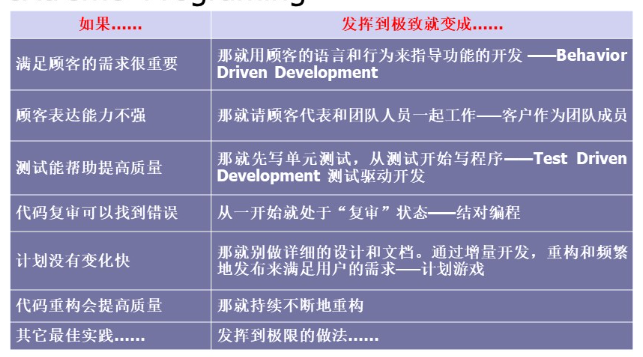 Programming
如果…… 发挥到极致就变成……
满足顾客的需求很重要 那就用顾客的语言和行为来指导功能的开发 ——Behavior
Driven Development
顾客表达能力不强 那就请顾客代表和团队人员一起工作——客户作为团队成员
测试能帮助提高质量 那就先写单元测试，从测试开始写程序——Test Driven
Development 测试驱动开发
代码复审可以找到错误 从一开始就处于“复审”状态——结对编程
计划没有变化快 那就别做详细的设计和文档。通过增量开发，重构和频繁
地发布来满足用户的需求——计划游戏
代码重构会提高质量 那就持续不断地重构
其它最佳实践…… 发挥到极限的做法……